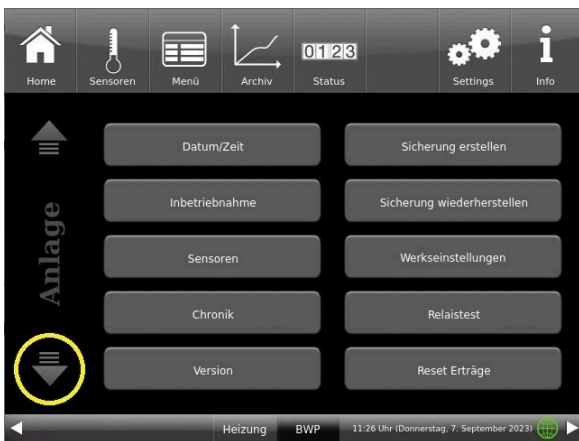 0123
Home Sensoren Menü Archiv Status Settings Info
Anlage
Datum/Zeit Sicherung erstellen
Inbetriebnahme Sicherung wiederherstellen
Sensoren Werkseinstellungen
Chronik Relaistest
Version Reset Erträge
Heizung BWP 11:26 Uhr (Donnerstag, 7. September 2023)